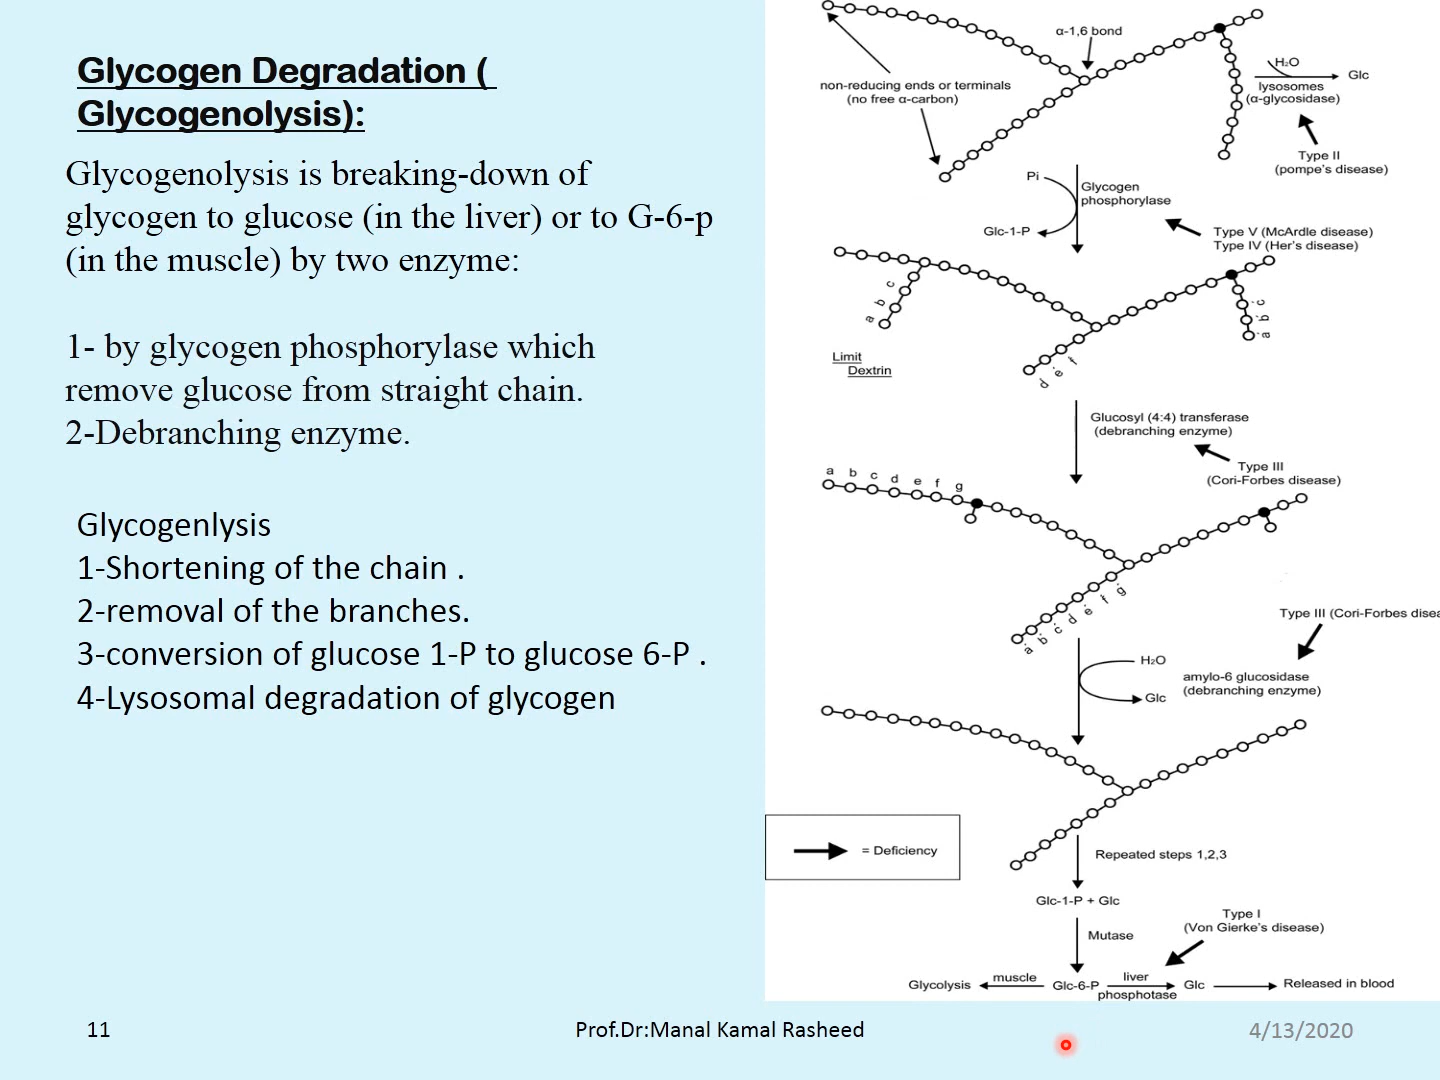 Glycogen Degradation (
Glycogenolysis):
Glycogenolysis is breaking-down of
glycogen to glucose (in the liver) or to G-6-p
(in the muscle) by two enzyme:
1- by glycogen phosphorylase which
remove glucose from straight chain.
2-Debranching enzyme.
Glycogenlysis
1-Shortening of the chain .
2-removal of the branches.
3-conversion of glucose 1-P to glucose 6-P .
4-Lysosomal degradation of glycogen
α-1,6 bond
non-reducing ends or terminals
(no free α-carbon)
H₂O
Glc
lysosomes
(α-glycosidase)
Type II
(pompe's disease)
Pi
Glycogen
phosphorylase
Glc-1-P
Type V (McArdle disease)
Type IV (Her's disease)
a b c
a b c
d e f
Limit
Dextrin
Glucosyl (4:4) transferase
(debranching enzyme)
Type III
(Cori-Forbes disease)
a b c d e f g
a b c d e f g
Type III (Cori-Forbes disea
H₂O
Glc
amylo-6 glucosidase
(debranching enzyme)
= Deficiency
Repeated steps 1,2,3
Glc-1-P + Glc
Mutase
Type I
(Von Gierke's disease)
Glycolysis
muscle
Glc-6-P
liver
phosphotase
Glc
Released in blood
11
Prof.Dr:Manal Kamal Rasheed
4/13/2020